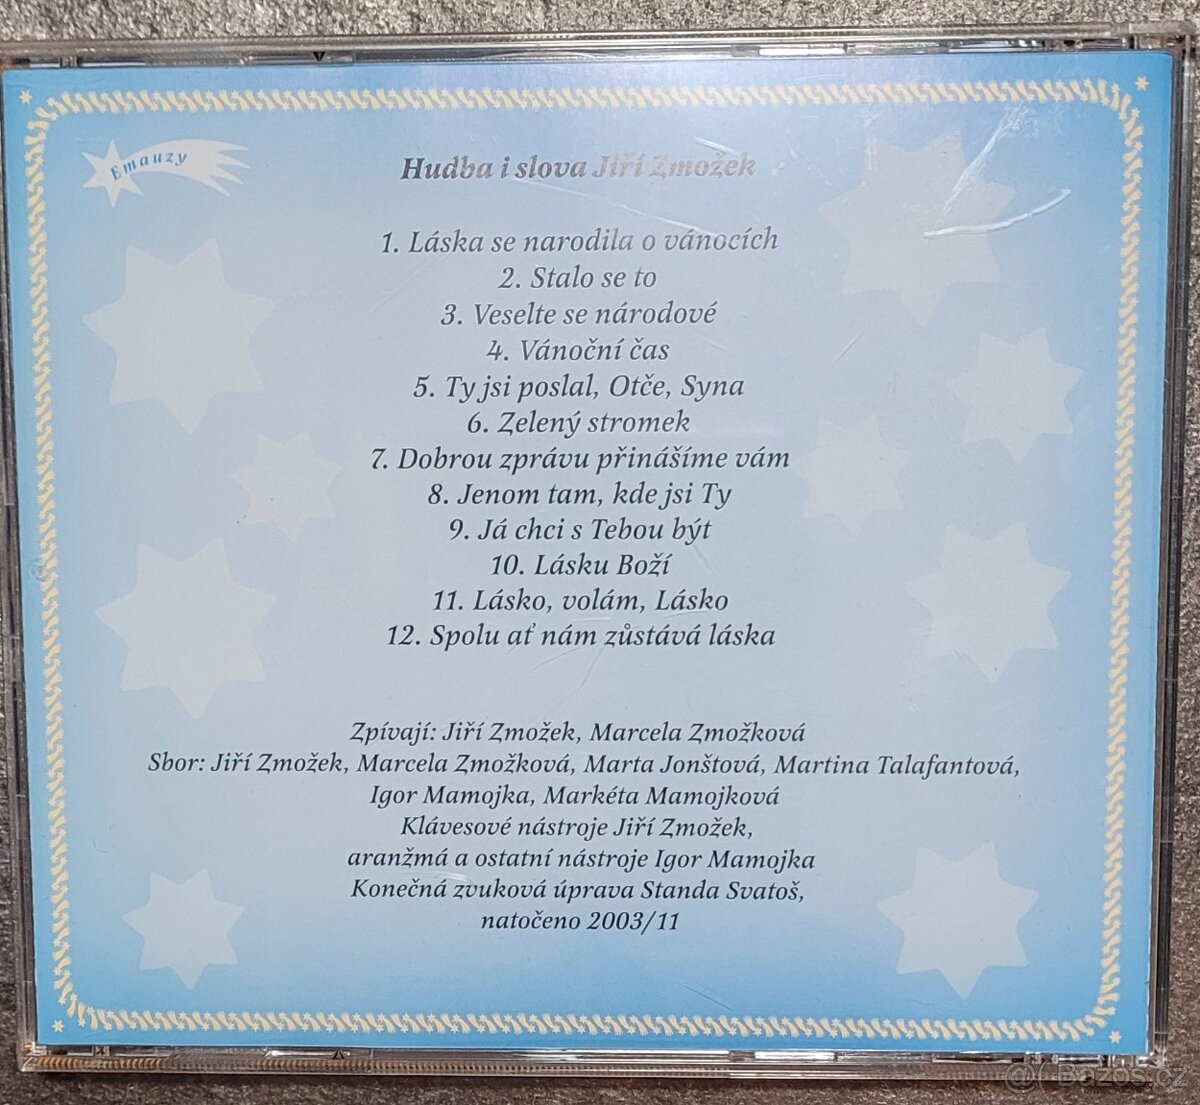 Emauzy
Hudba i slova Jiří Zmožek
1. Láska se narodila o vánocích
2. Stalo se to
3. Veselte se národové
4. Vánoční čas
5. Ty jsi poslal, Otče, Syna
6. Zelený stromek
7. Dobrou zprávu přinášíme vám
8. Jenom tam, kde jsi Ty
9. Já chci s Tebou být
10. Lásku Boží
11. Lásko, volám, Lásko
12. Spolu ať nám zůstává láska
Zpívají: Jiří Zmožek, Marcela Zmožková
Sbor: Jiří Zmožek, Marcela Zmožková, Marta Jonštová, Martina Talafantová,
Igor Mamojka, Markéta Mamojková
Klávesové nástroje Jiří Zmožek,
aranžmá a ostatní nástroje Igor Mamojka
Konečná zvuková úprava Standa Svatoš,
natočeno 2003/11
@ Bazos.cz